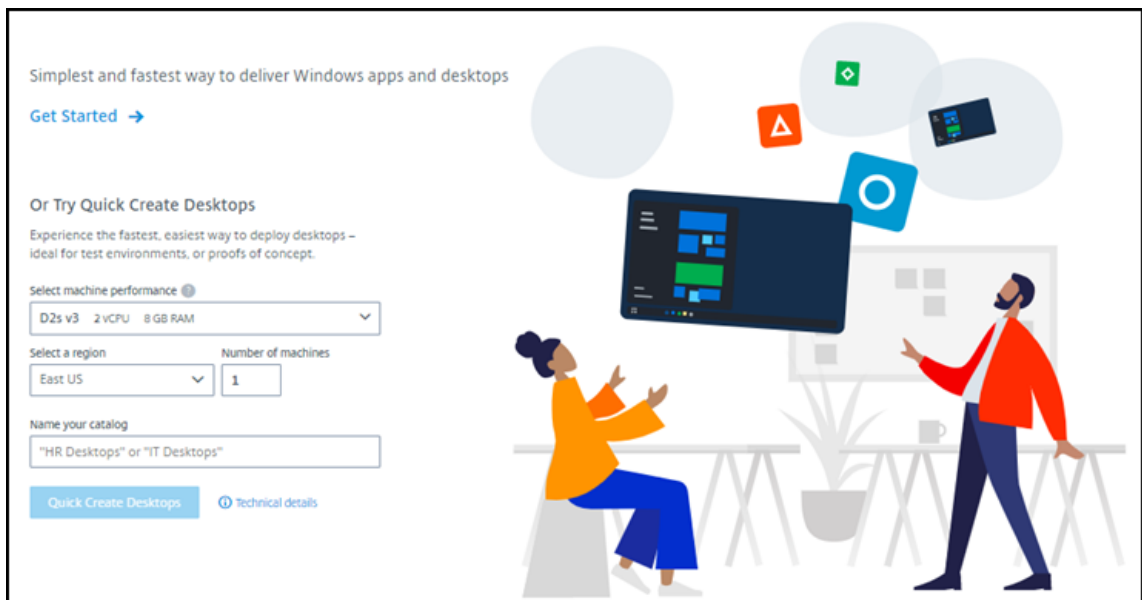 Simplest and fastest way to deliver Windows apps and desktops
Get Started →
Or Try Quick Create Desktops
Experience the fastest, easiest way to deploy desktops –
ideal for test environments, or proofs of concept.
Select machine performance ?
D2s v3 2 vCPU 8 GB RAM
Select a region Number of machines
East US 1
Name your catalog
"HR Desktops" or "IT Desktops"
Quick Create Desktops Technical details